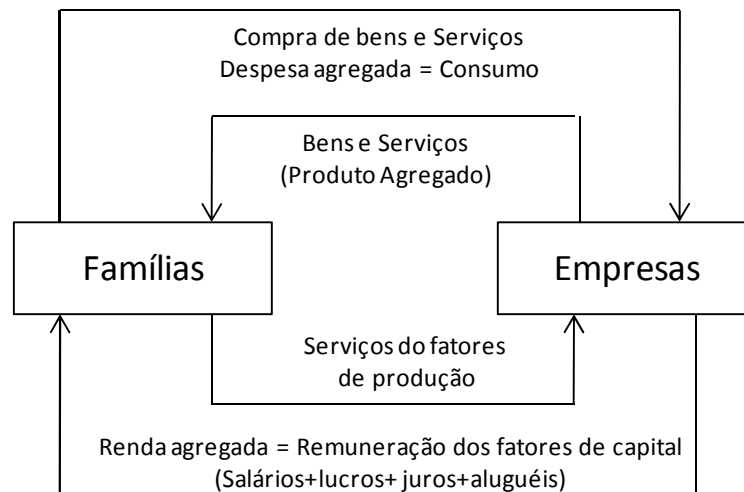 Compra de bens e Serviços
Despesa agregada = Consumo
Bens e Serviços
(Produto Agregado)
Famílias
Empresas
Serviços do fatores
de produção
Renda agregada = Remuneração dos fatores de capital
(Salários+lucros+ juros+aluguéis)